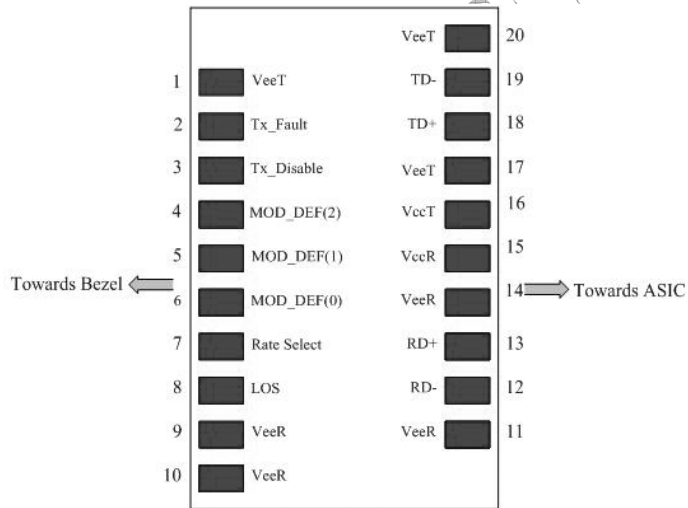 VeeT 20
1 VeeT TD- 19
2 Tx_Fault TD+ 18
3 Tx_Disable VeeT 17
4 MOD_DEF(2) VccT 16
5 MOD_DEF(1) VccR 15
Towards Bezel
6 MOD_DEF(0) VeeR 14
Towards ASIC
7 Rate Select RD+ 13
8 LOS RD- 12
9 VeeR VeeR 11
10 VeeR